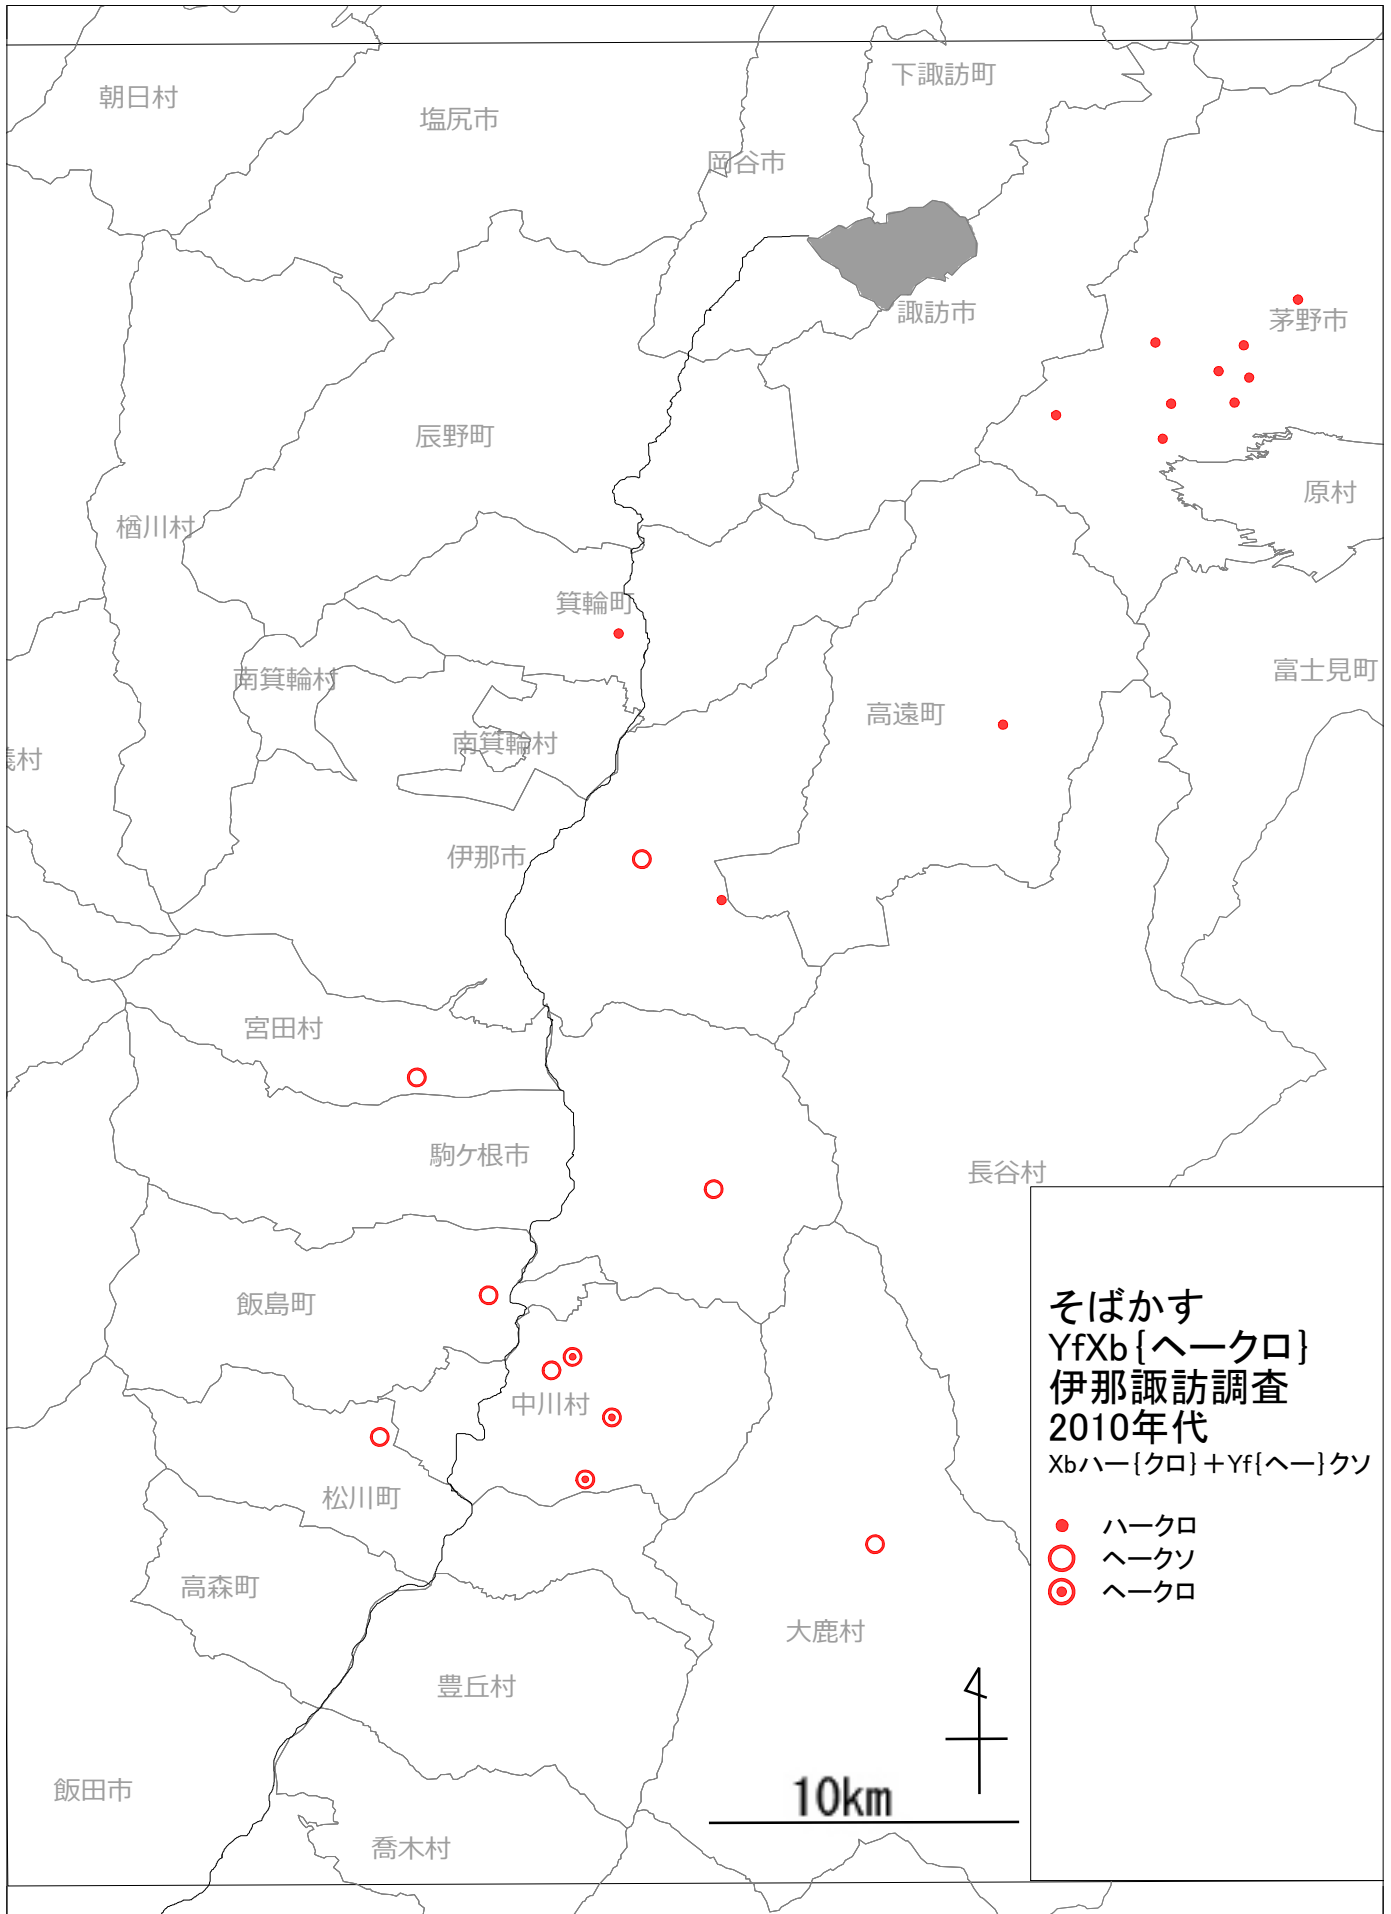 下諏訪町
朝日村
塩尻市
岡谷市
諏訪市
茅野市
辰野町
原村
楢川村
箕輪町
南箕輪村
富士見町
高遠町
南箕輪村
村
伊那市
宮田村
駒ケ根市
長谷村
飯島町
中川村
松川町
高森町
大鹿村
豊丘村
飯田市
喬木村
10km
そばかす
YfXb{ヘークロ}
伊那諏訪調査
2010年代
Xbハー{クロ}＋Yf{ヘー}クソ
ハークロ
ヘークソ
ヘークロ